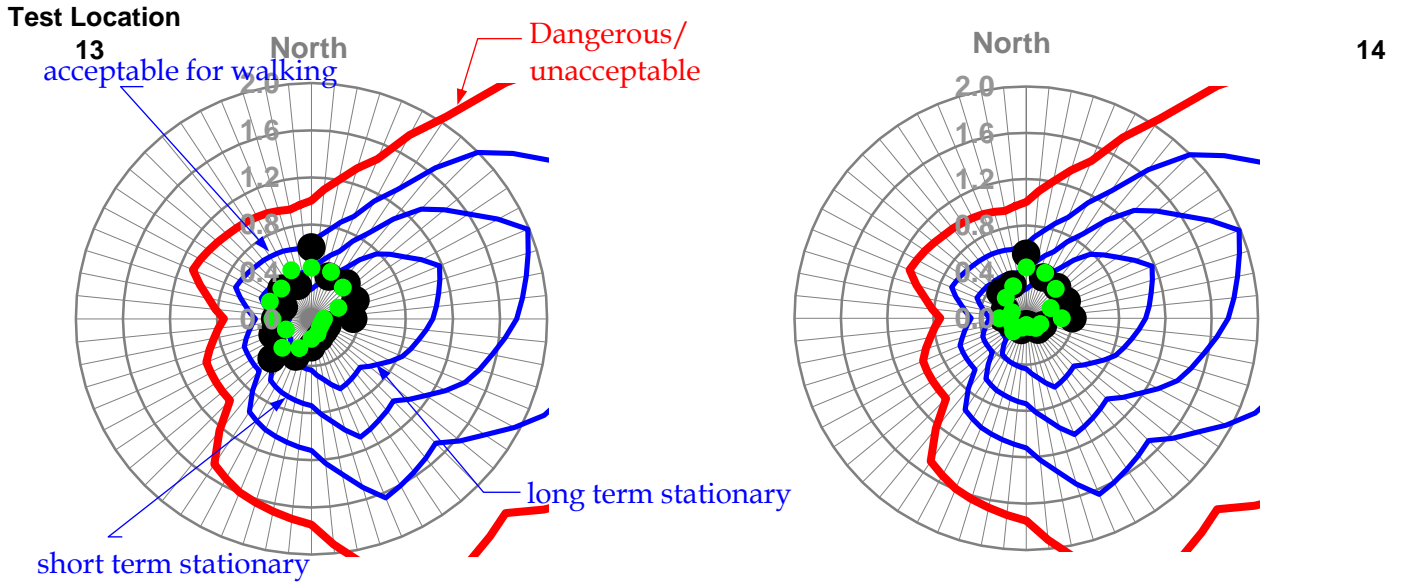 Test Location
13
North
acceptable for walking
Dangerous/
unacceptable
2.0
1.6
1.2
0.8
0.4
0.0
long term stationary
short term stationary
North
14
2.0
1.6
1.2
0.8
0.4
0.0